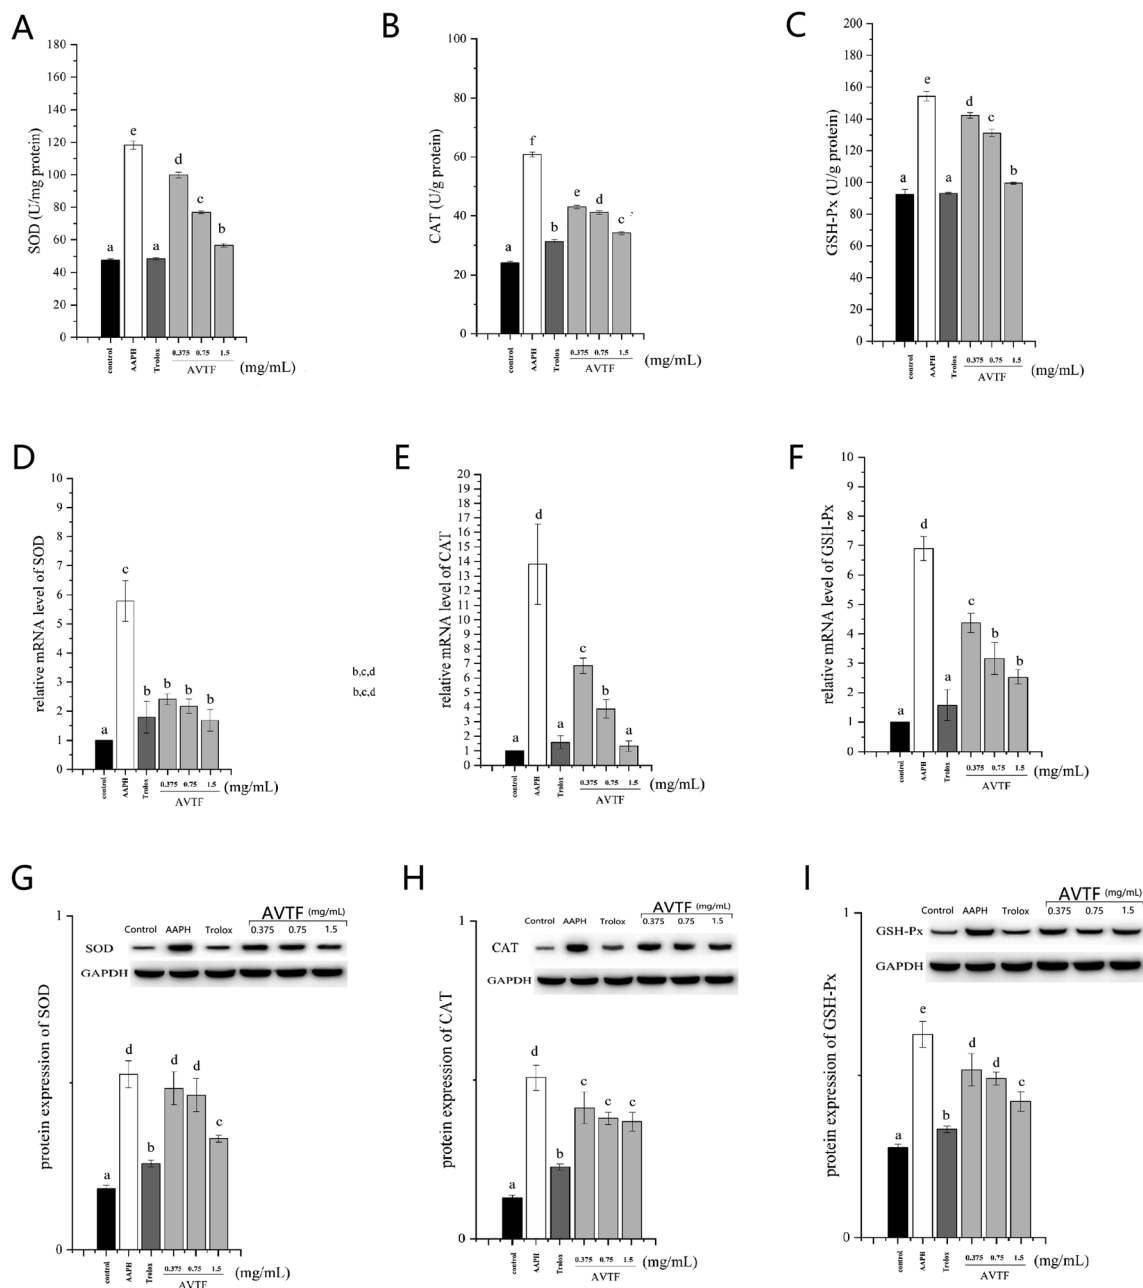 A
SOD (U/mg protein)
180
160
140
120
100
80
60
40
20
0
a
e
a
d
c
b
control
AAPH
Trolox
0.375 0.75 1.5
AVTF
(mg/mL)
B
CAT (U/g protein)
100
80
60
40
20
0
a
f
b
e
d
c
control
AAPH
Trolox
0.375 0.75 1.5
AVTF
(mg/mL)
C
GSH-Px (U/g protein)
200
180
160
140
120
100
80
60
40
20
0
a
e
a
d
c
b
control
AAPH
Trolox
0.375 0.75 1.5
AVTF
(mg/mL)
D
relative mRNA level of SOD
10
9
8
7
6
5
4
3
2
1
0
a
c
b
b
b
b
b,c,d
b,c,d
control
AAPH
Trolox
0.375 0.75 1.5
AVTF
(mg/mL)
E
relative mRNA level of CAT
20
19
18
17
16
15
14
13
12
11
10
9
8
7
6
5
4
3
2
1
0
a
d
a
c
b
a
control
AAPH
Trolox
0.375 0.75 1.5
AVTF
(mg/mL)
F
relative mRNA level of GSH-Px
10
9
8
7
6
5
4
3
2
1
0
a
d
a
c
b
b
control
AAPH
Trolox
0.375 0.75 1.5
AVTF
(mg/mL)
G
protein expression of SOD
1
0
AVTF (mg/mL)
Control AAPH Trolox 0.375 0.75 1.5
SOD
GAPDH
a
d
b
d
d
c
control
AAPH
Trolox
0.375 0.75 1.5
AVTF
(mg/mL)
H
protein expression of CAT
1
0
AVTF (mg/mL)
Control AAPH Trolox 0.375 0.75 1.5
CAT
GAPDH
a
d
b
c
c
c
control
AAPH
Trolox
0.375 0.75 1.5
AVTF
(mg/mL)
I
protein expression of GSH-Px
1
0
AVTF (mg/mL)
Control AAPH Trolox 0.375 0.75 1.5
GSH-Px
GAPDH
a
e
b
d
d
c
control
AAPH
Trolox
0.375 0.75 1.5
AVTF
(mg/mL)